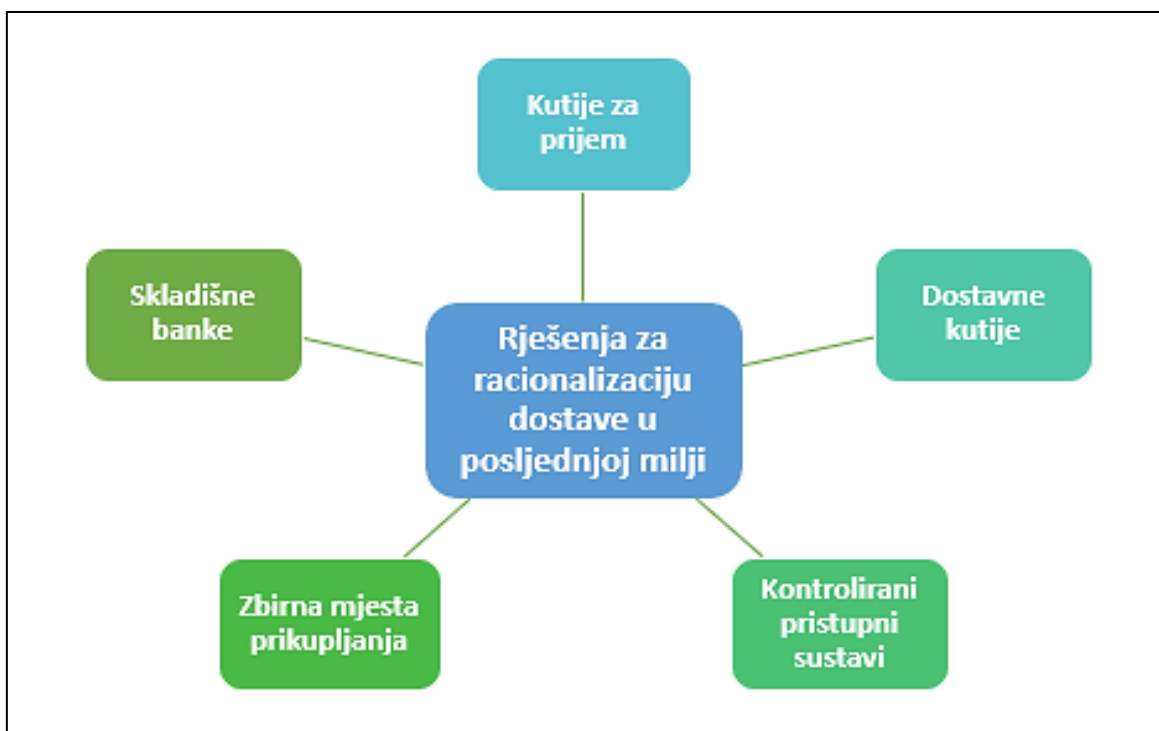 Kutije za
prijem
Skladišne
banke
Dostavne
kutije
Rješenja za
racionalizaciju
dostave u
posljednjoj milji
Zbirna mjesta
prikupljanja
Kontrolirani
pristupni
sustavi